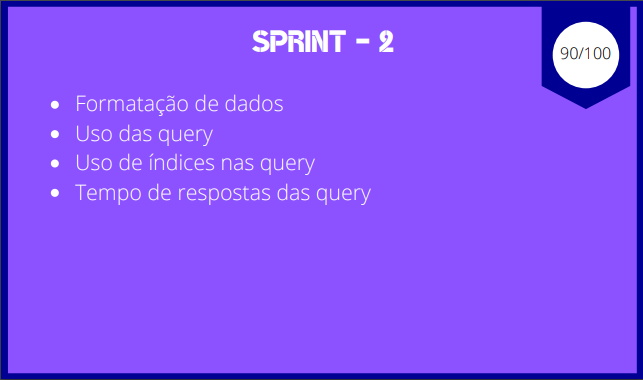 SPRINT - 2
90/100
• Formatação de dados
• Uso das query
• Uso de índices nas query
• Tempo de respostas das query